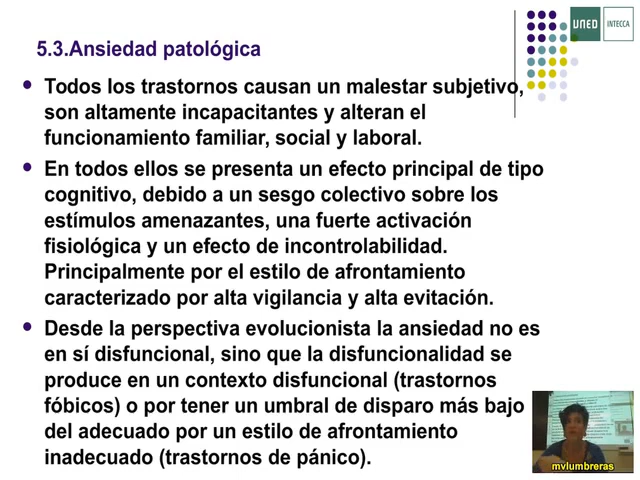 UNED
INTECCA
5.3.Ansiedad patológica
Todos los trastornos causan un malestar subjetivo,
son altamente incapacitantes y alteran el
funcionamiento familiar, social y laboral.
En todos ellos se presenta un efecto principal de tipo
cognitivo, debido a un sesgo colectivo sobre los
estímulos amenazantes, una fuerte activación
fisiológica y un efecto de incontrolabilidad.
Principalmente por el estilo de afrontamiento
caracterizado por alta vigilancia y alta evitación.
Desde la perspectiva evolucionista la ansiedad no es
en sí disfuncional, sino que la disfuncionalidad se
produce en un contexto disfuncional (trastornos
fóbicos) o por tener un umbral de disparo más bajo
del adecuado por un estilo de afrontamiento
inadecuado (trastornos de pánico).
mvlumbreras